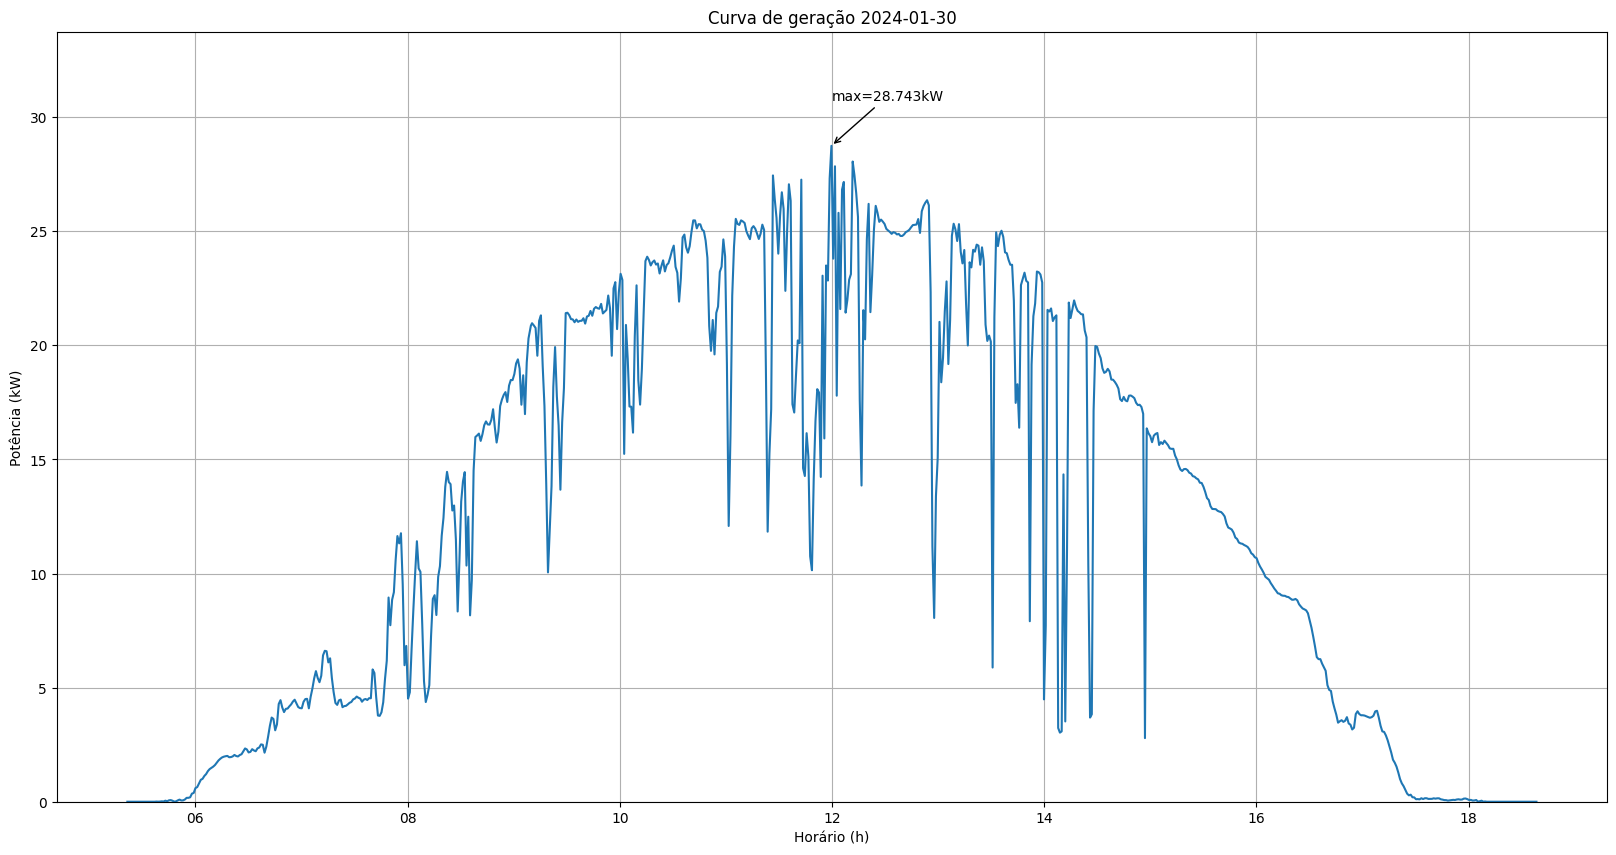 Curva de geração 2024-01-30
max=28.743kW
Potência (kW)
30
25
20
15
10
5
0
06 08 10 12 14 16 18
Horário (h)